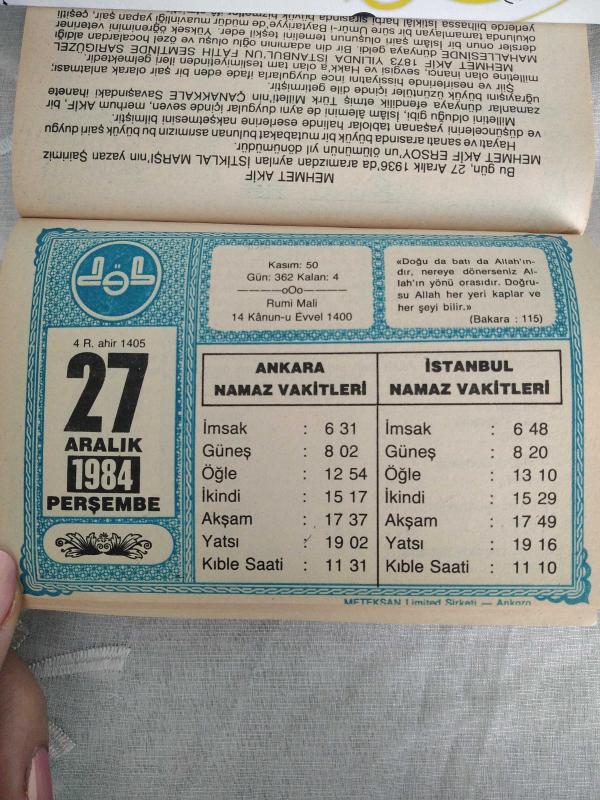 Kasım: 50
Gün: 362 Kalan: 4
———oOo———
Rumi Mali
14 Kânun-u Evvel 1400
«Doğu da batı da Allah'ın-
dır, nereye dönerseniz Al-
lah'ın yönü orasıdır. Doğru-
su Allah her yeri kaplar ve
her şeyi bilir.»
(Bakara : 115)
4 R. ahir 1405
27
ARALIK
1984
PERŞEMBE
ANKARA
NAMAZ VAKİTLERİ
İmsak : 6 31
Güneş : 8 02
Öğle : 12 54
İkindi : 15 17
Akşam : 17 37
Yatsı : 19 02
Kıble Saati : 11 31
İSTANBUL
NAMAZ VAKİTLERİ
İmsak : 6 48
Güneş : 8 20
Öğle : 13 10
İkindi : 15 29
Akşam : 17 49
Yatsı : 19 16
Kıble Saati : 11 10
METEKSAN Limited Şirketi — Ankara
MEHMET AKİF
Bu gün, 27 Aralık 1936'da aramızdan ayrılan İSTİKLAL MARŞI'nın yazan Şairimiz
MEHMET AKİF ERSOY'un ölümünün yıl dönümüdür.
Hayatı ve sanatı arasında büyük bir mutabakat bulunan asrımızın bu büyük şairi duygu
ve düşüncelerini yaşanan tablolar halinde eserlerine nakşetmesini bilmiştir.
Milletini olduğu gibi, İslam âlemini de aynı duygular içinde seven, merhum AKİF, bir
zamanlar dünyaya efendilik etmiş Türk Milleti'nin ÇANAKKALE Savaşındaki ihanete
uğrayışını büyük üzüntüler içinde dile getirmiştir.
Şiir ve nesirlerinde hissiyatını ince duygularla ifade eden bir şair olarak anlatması,
milletine olan inancı, sevgisi ve Hakk'a olan tam teslimiyetinden ileri gelmektedir.
MEHMET AKİF 1873 YILINDA İSTANBUL'UN FATİH SEMTİNDE SARIGÜZEL
MAHALLESİNDE dünyaya geldi. Bir din adamının oğlu oluşu ve özel hocalardan aldığı
dersler onun bir İslâm şairi oluşunun temelini teşkil eder. Yüksek öğrenimini veteriner
okulunda tamamlayan bir süre Umur-i Baytariye'de müdür muavinliği yapan şair, çeşitli
yerlerde bilhassa İstiklâl harbi sırasında büyük